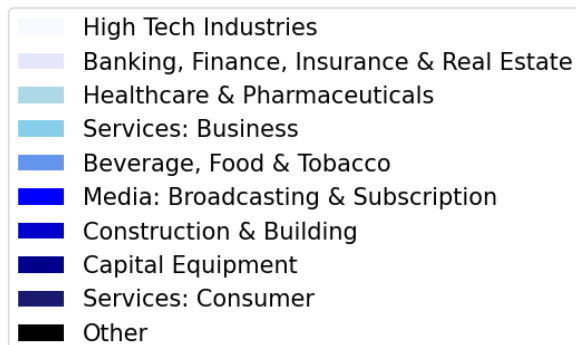 High Tech Industries
Banking, Finance, Insurance & Real Estate
Healthcare & Pharmaceuticals
Services: Business
Beverage, Food & Tobacco
Media: Broadcasting & Subscription
Construction & Building
Capital Equipment
Services: Consumer
Other